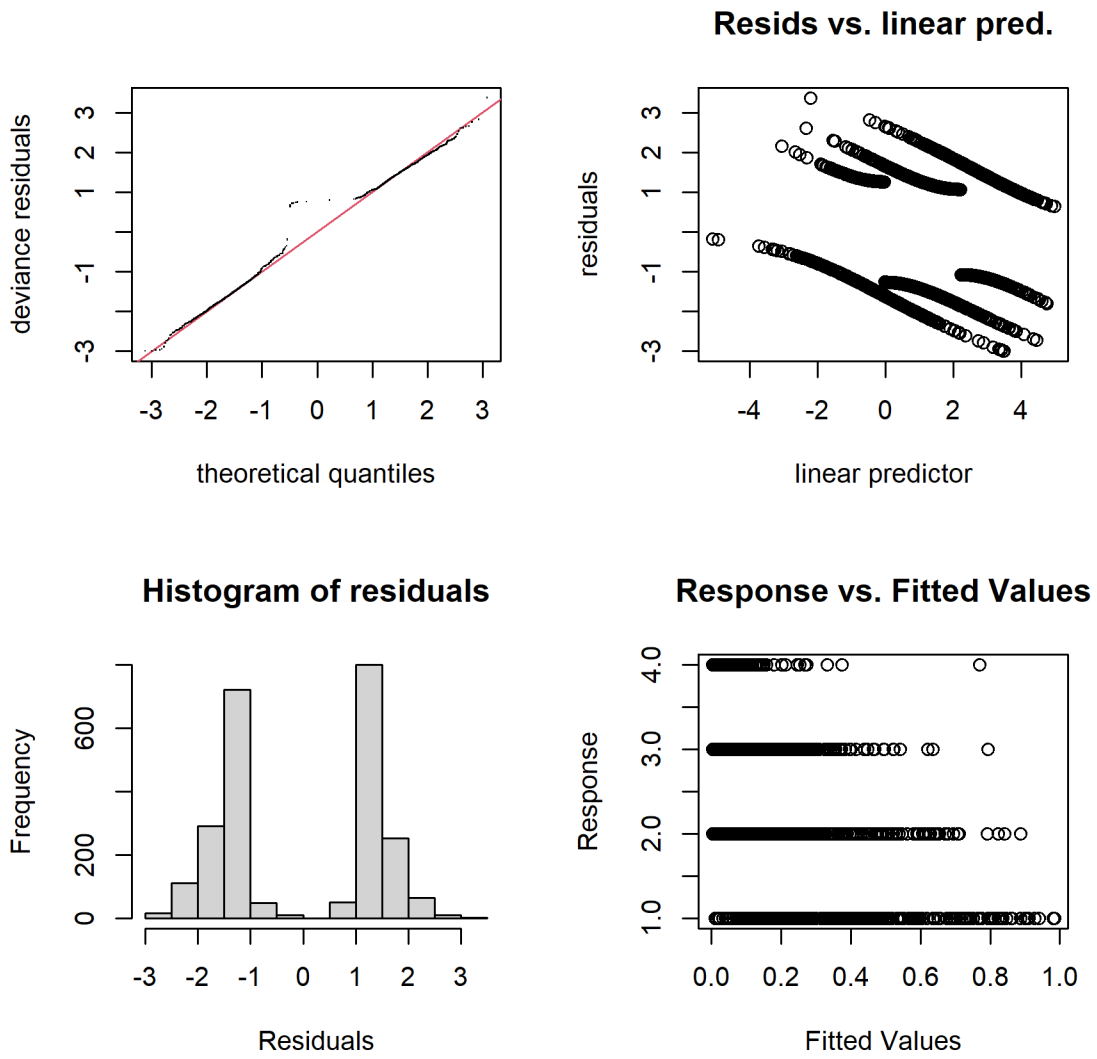 deviance residuals
3
2
1
-1
-3
-3 -2 -1 0 1 2 3
theoretical quantiles
Resids vs. linear pred.
residuals
3
2
1
-1
-3
-4 -2 0 2 4
linear predictor
Histogram of residuals
Frequency
600
200
0
-3 -2 -1 0 1 2 3
Residuals
Response vs. Fitted Values
Response
4.0
3.0
2.0
1.0
0.0 0.2 0.4 0.6 0.8 1.0
Fitted Values